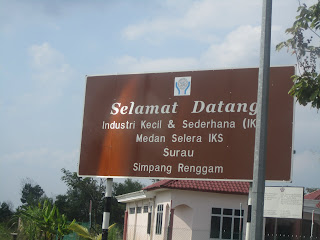 Selamat Datang
Industri Kecil & Sederhana (IK
Medan Selera IKS
Surau
Simpang Renggam